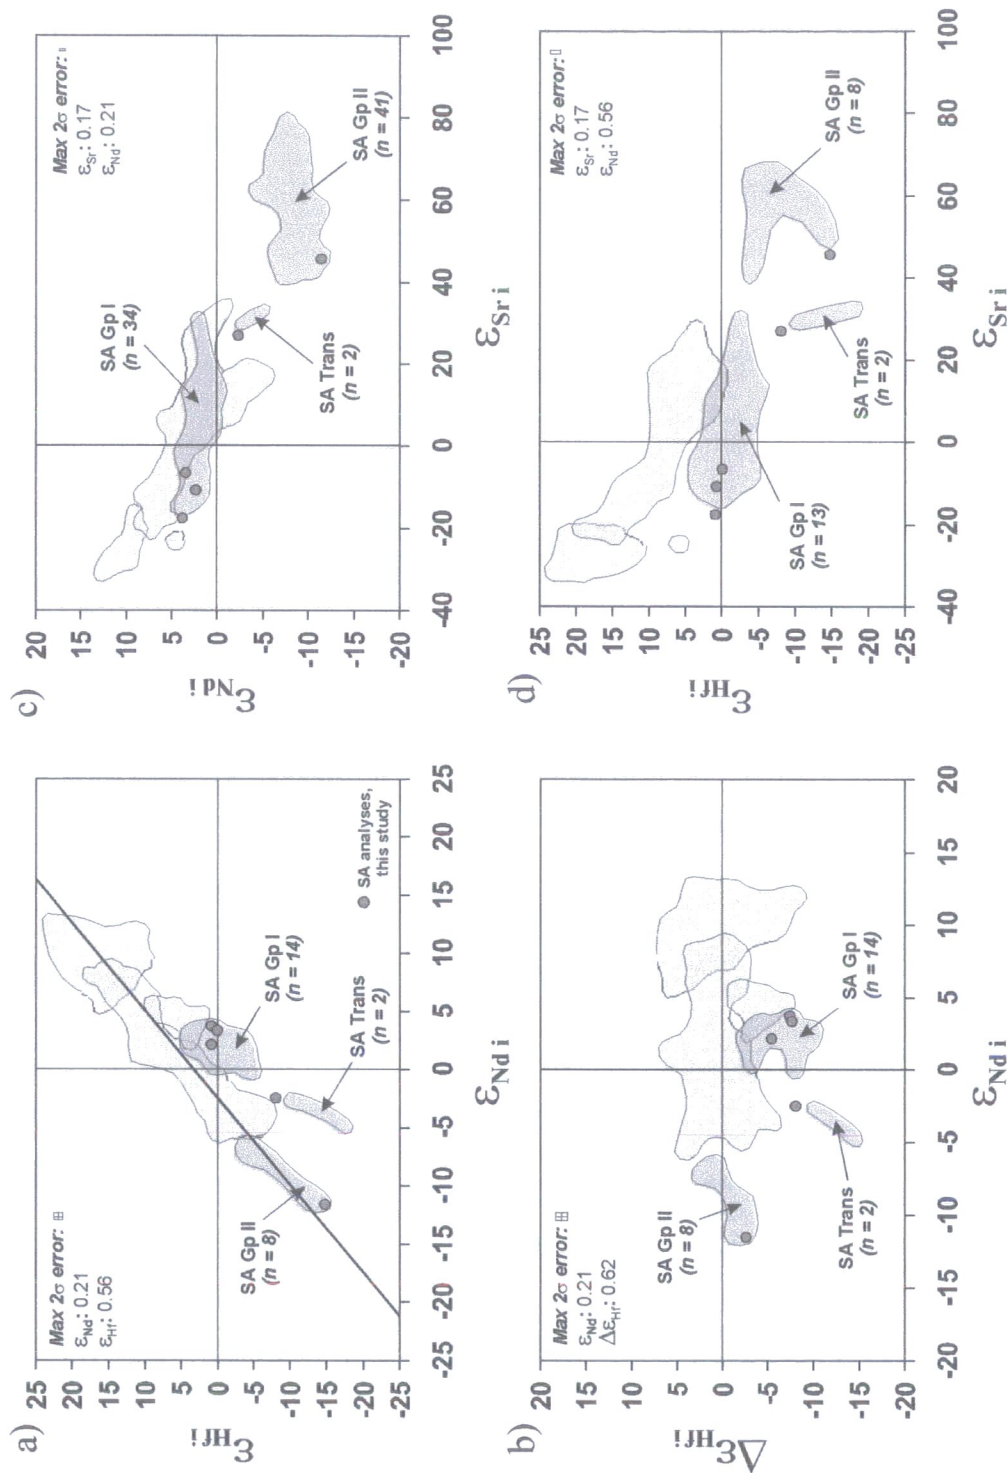 a)
25
20
15
10
5
0
-5
-10
-15
-20
-25
εHf i
Max 2σ error: ⊞
εNd: 0.21
εHf: 0.56
SA Gp II
(n = 8)
SA Trans
(n = 2)
SA Gp I
(n = 14)
SA analyses,
this study
-25 -20 -15 -10 -5 0 5 10 15 20 25
εNd i
b)
20
15
10
5
0
-5
-10
-15
-20
ΔεHf i
Max 2σ error: ⊞
εNd: 0.21
ΔεHf: 0.62
SA Gp II
(n = 8)
SA Trans
(n = 2)
SA Gp I
(n = 14)
-20 -15 -10 -5 0 5 10 15 20
εNd i
c)
20
15
10
5
0
-5
-10
-15
-20
εNd i
Max 2σ error:
εSr: 0.17
εNd: 0.21
SA Gp I
(n = 34)
SA Trans
(n = 2)
SA Gp II
(n = 41)
-40 -20 0 20 40 60 80 100
εSr i
d)
25
20
15
10
5
0
-5
-10
-15
-20
-25
εHf i
Max 2σ error:
εSr: 0.17
εNd: 0.56
SA Gp I
(n = 13)
SA Trans
(n = 2)
SA Gp II
(n = 8)
-40 -20 0 20 40 60 80 100
εSr i